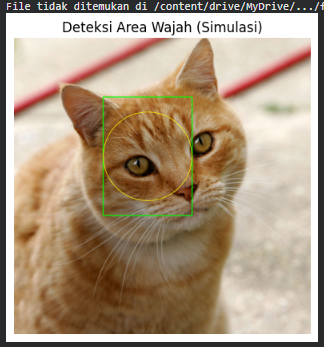 File tidak ditemukan di /content/drive/MyDrive/.../f
Deteksi Area Wajah (Simulasi)